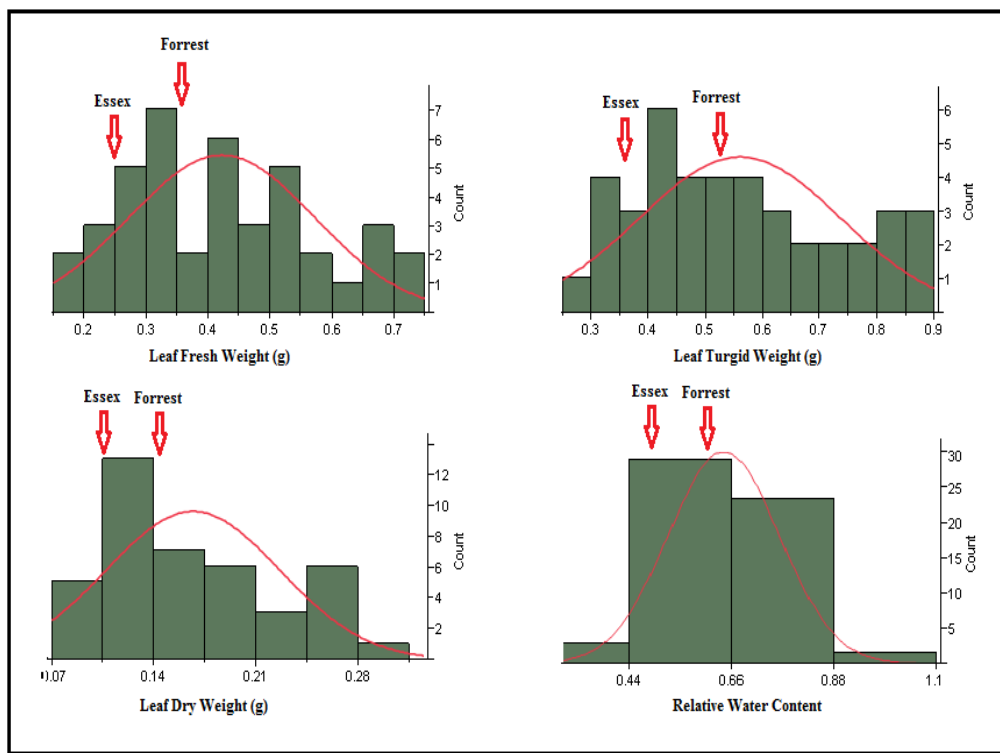 Forrest
Essex
7
6
5
4
3
2
1
Count
0.2 0.3 0.4 0.5 0.6 0.7
Leaf Fresh Weight (g)
Essex Forrest
6
5
4
3
2
1
Count
0.3 0.4 0.5 0.6 0.7 0.8 0.9
Leaf Turgid Weight (g)
Essex Forrest
12
10
8
6
4
2
Count
0.07 0.14 0.21 0.28
Leaf Dry Weight (g)
Essex Forrest
30
25
20
15
10
5
Count
0.44 0.66 0.88 1.1
Relative Water Content